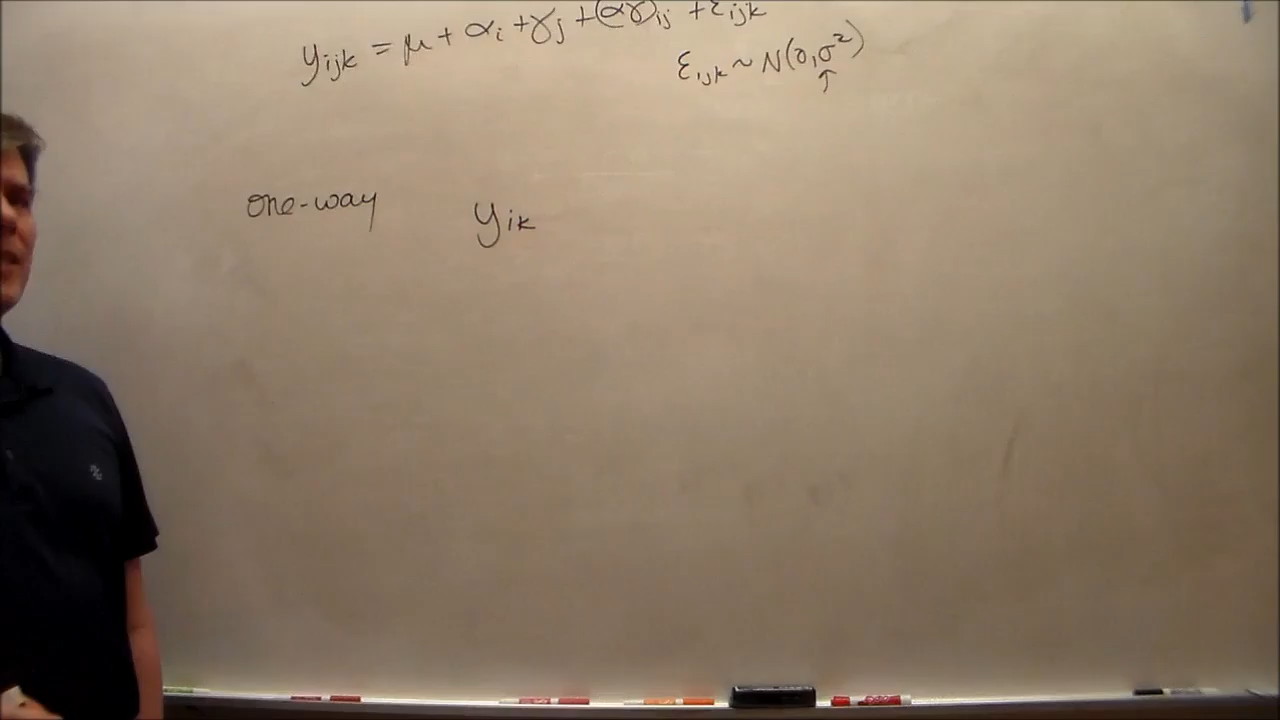 yijk = μ + αi + γj + (αγ)ij + εijk
εijk ~ N(0,σ²)
↑
one-way yik